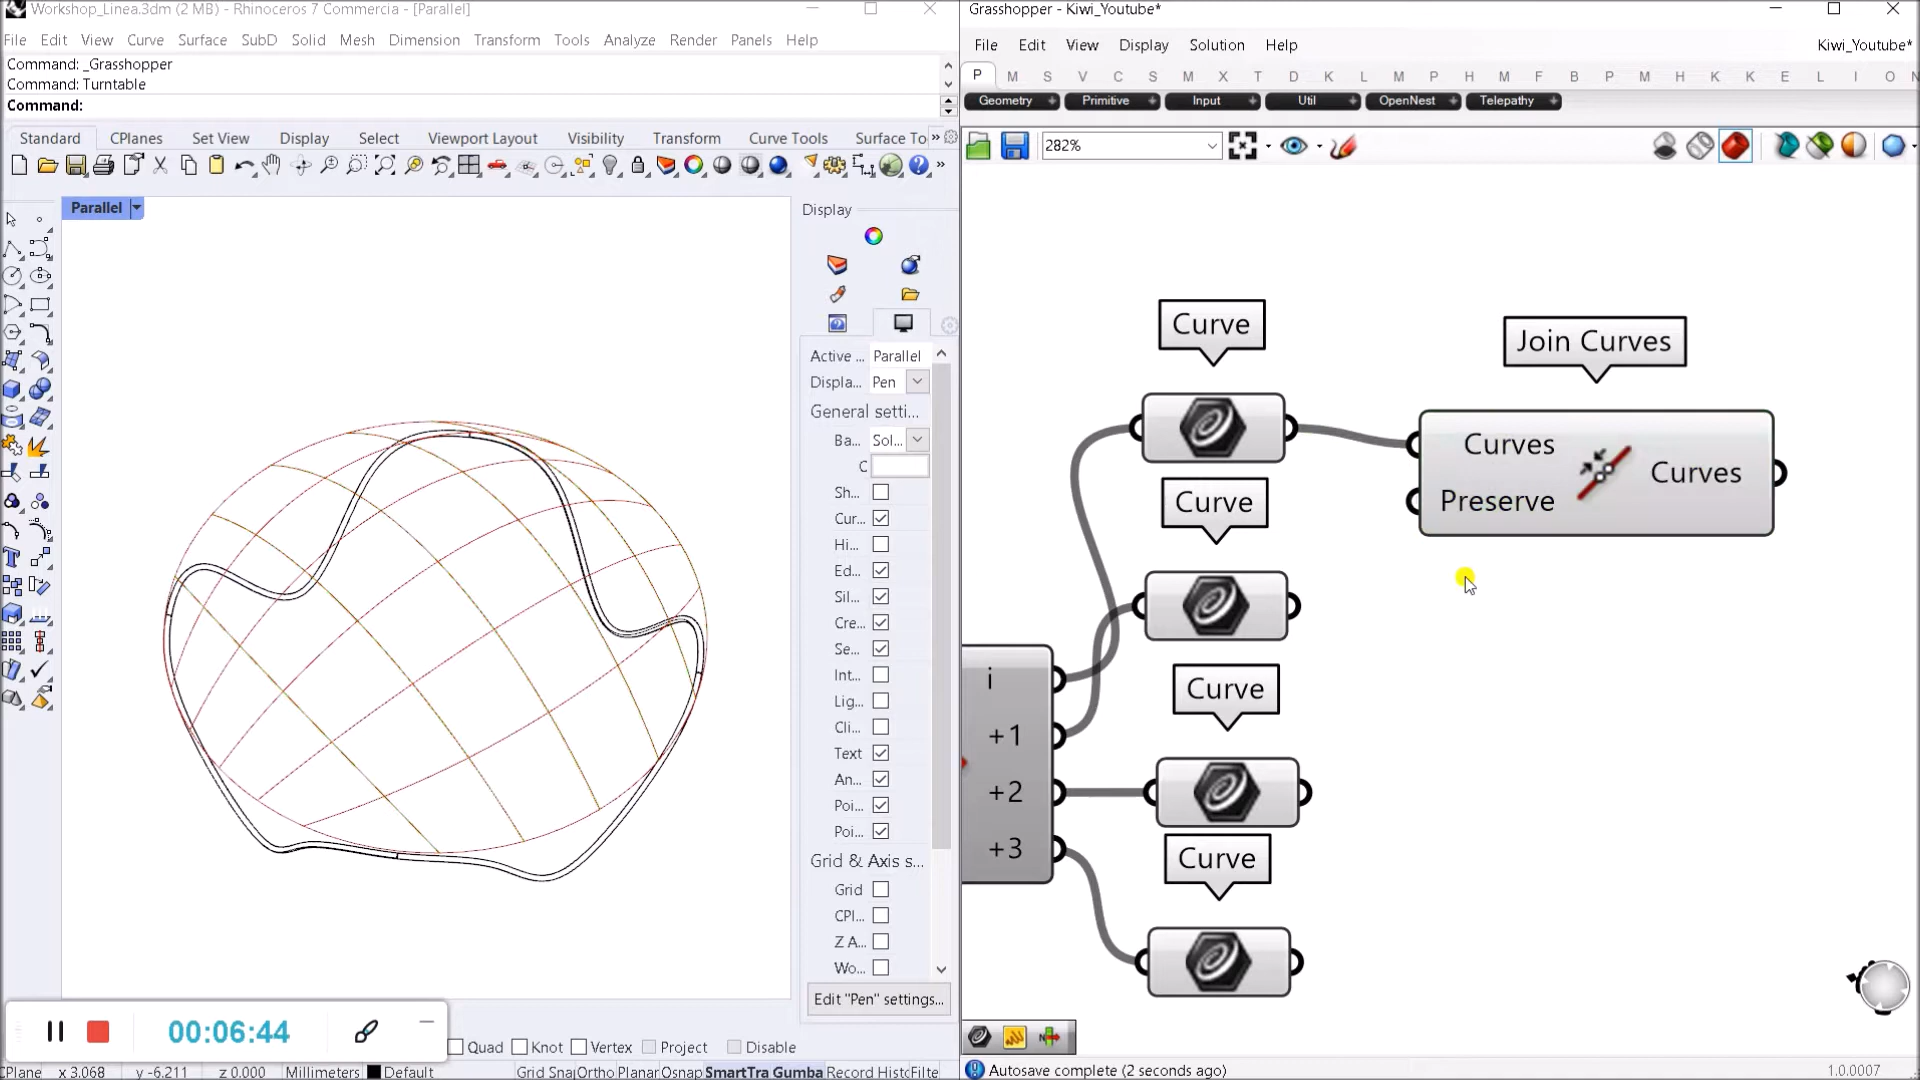 Workshop_Linea.3dm (2 MB) - Rhinoceros 7 Commercia - [Parallel]
File Edit View Curve Surface SubD Solid Mesh Dimension Transform Tools Analyze Render Panels Help
Command: _Grasshopper
Command: Turntable
Command:
Standard CPlanes Set View Display Select Viewport Layout Visibility Transform Curve Tools Surface To »
Parallel
Display
Active ... Parallel
Displa... Pen
General setti...
Ba... Sol...
C
Sh...
Cur...
Hi...
Ed...
Sil...
Cre...
Se...
Int...
Lig...
Cli...
Text
An...
Poi...
Poi...
Grid & Axis s...
Grid
CPl...
Z A...
Wo...
Edit "Pen" settings...
00:06:44
Quad Knot Vertex Project Disable
CPlane x 3.068 y -6.211 z 0.000 Millimeters Default Grid Snap Ortho Planar Osnap SmartTra Gumba Record Histo Filte
Grasshopper - Kiwi_Youtube*
File Edit View Display Solution Help Kiwi_Youtube*
P M S V C S M X T D K L M P H M F B P M H K K E L I O N
Geometry Primitive Input Util OpenNest Telepathy
282%
Curve
Join Curves
Curves
Preserve
Curves
Curve
i
Curve
+1
+2
+3
Curve
Autosave complete (2 seconds ago) 1.0.0007